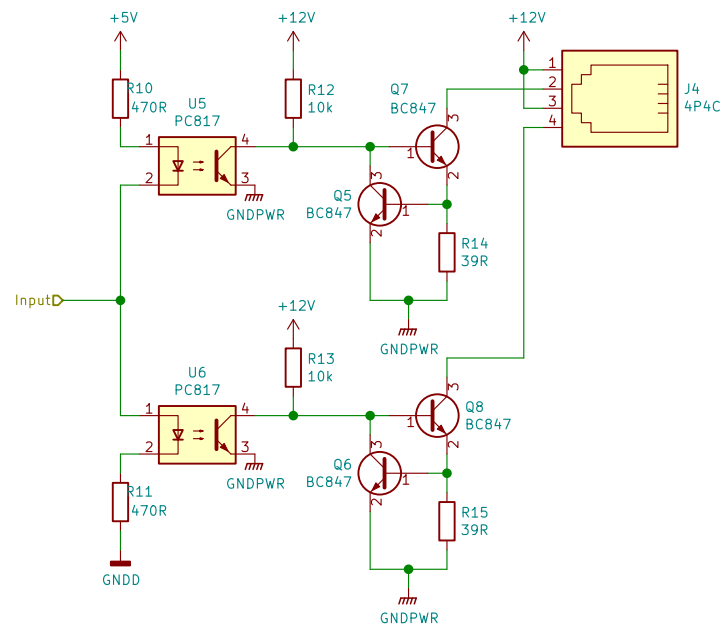 +5V
+12V
+12V
R10
470R
U5
PC817
1
2
4
3
GNDPWR
R12
10k
Q7
BC847
3
1
2
Q5
BC847
3
1
2
R14
39R
GNDPWR
1
2
3
4
J4
4P4C
Input
+12V
R13
10k
U6
PC817
1
2
4
3
GNDPWR
Q8
BC847
3
1
2
Q6
BC847
3
1
2
R15
39R
GNDPWR
R11
470R
GNDD